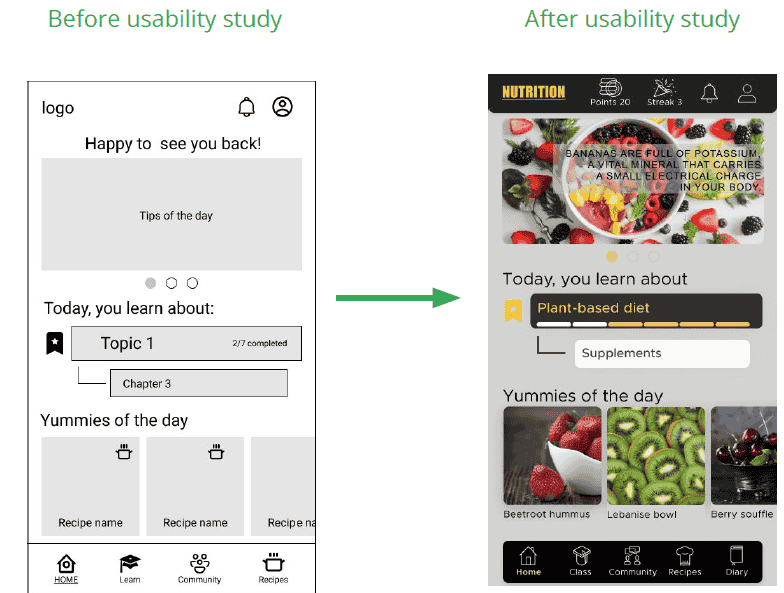 Before usability study
After usability study
logo
Happy to see you back!
Tips of the day
Today, you learn about:
Topic 1
2/7 completed
Chapter 3
Yummies of the day
Recipe name
Recipe name
Recipe na
HOME
Learn
Community
Recipes
NUTRITION
Points 20
Streak 3
BANANAS ARE FULL OF POTASSIUM,
A VITAL MINERAL THAT CARRIES
A SMALL ELECTRICAL CHARGE
IN YOUR BODY.
Today, you learn about
Plant-based diet
Supplements
Yummies of the day
Beetroot hummus
Lebanise bowl
Berry souffle
Home
Class
Community
Recipes
Diary